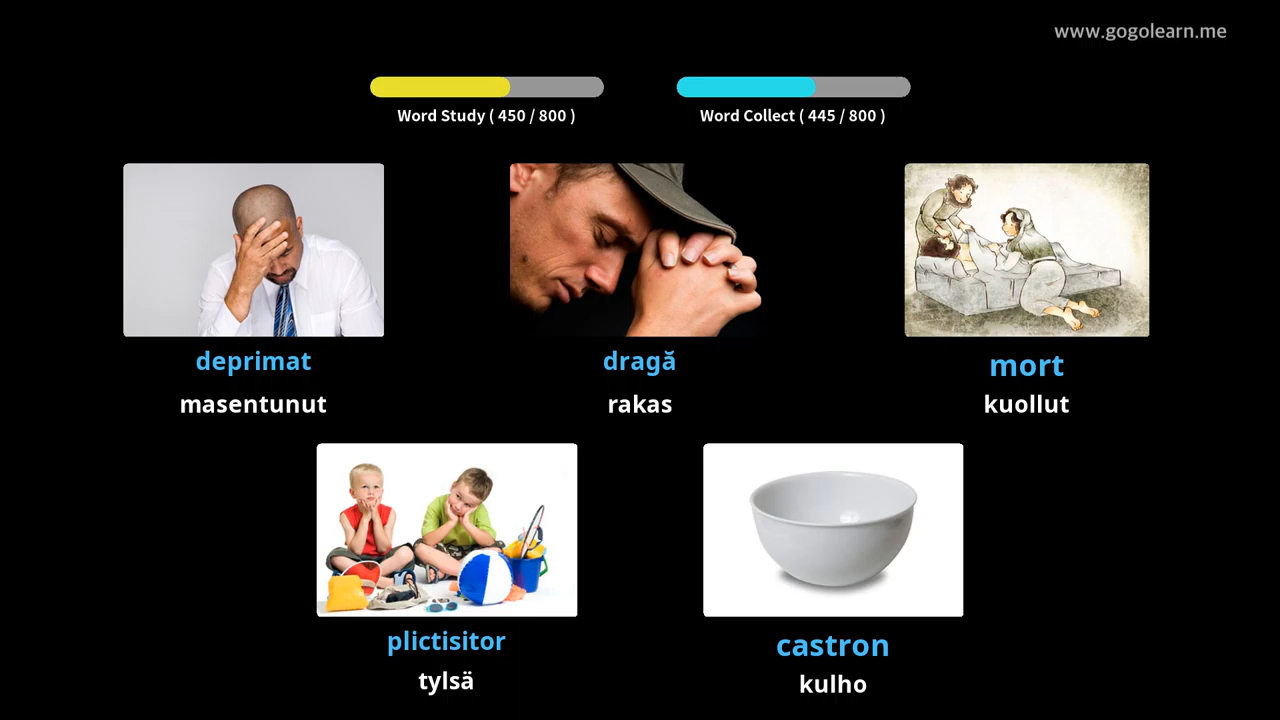 www.gogolearn.me
Word Study ( 450 / 800 )
Word Collect ( 445 / 800 )
deprimat
masentunut
dragă
rakas
mort
kuollut
plictisitor
tylsä
castron
kulho